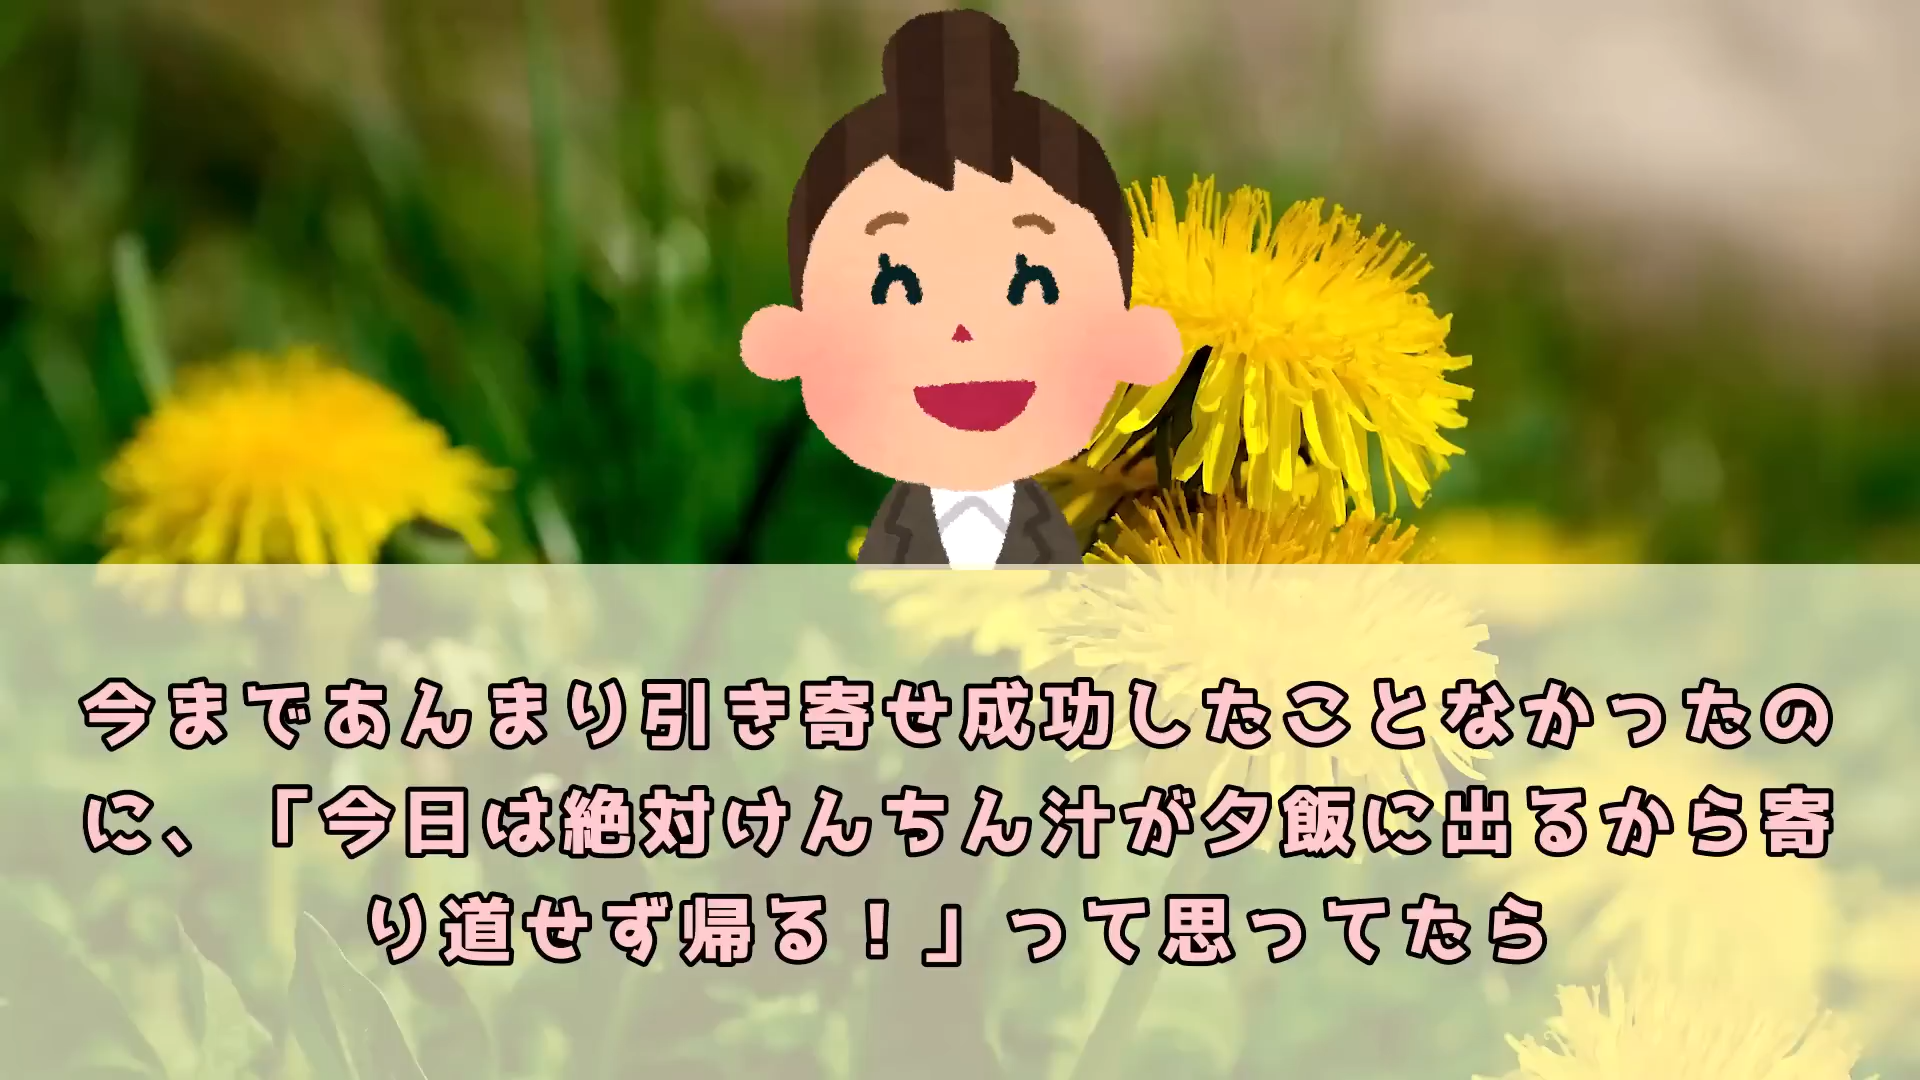 今まであんまり引き寄せ成功したことなかったの
に、「今日は絶対けんちん汁が夕飯に出るから寄
り道せず帰る！」って思ってたら